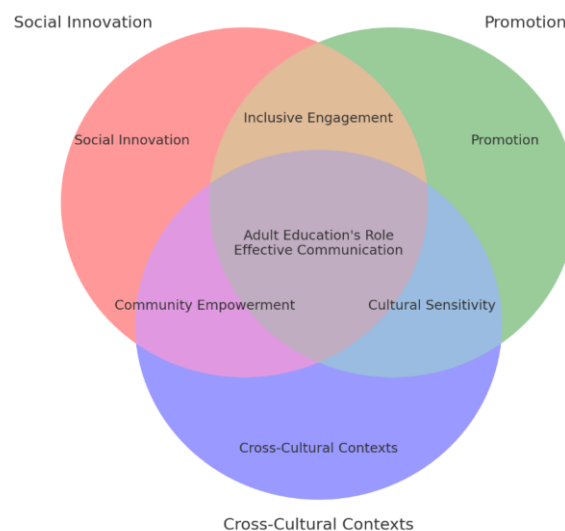 Social Innovation
Promotion
Inclusive Engagement
Social Innovation
Promotion
Adult Education's Role
Effective Communication
Community Empowerment
Cultural Sensitivity
Cross-Cultural Contexts
Cross-Cultural Contexts